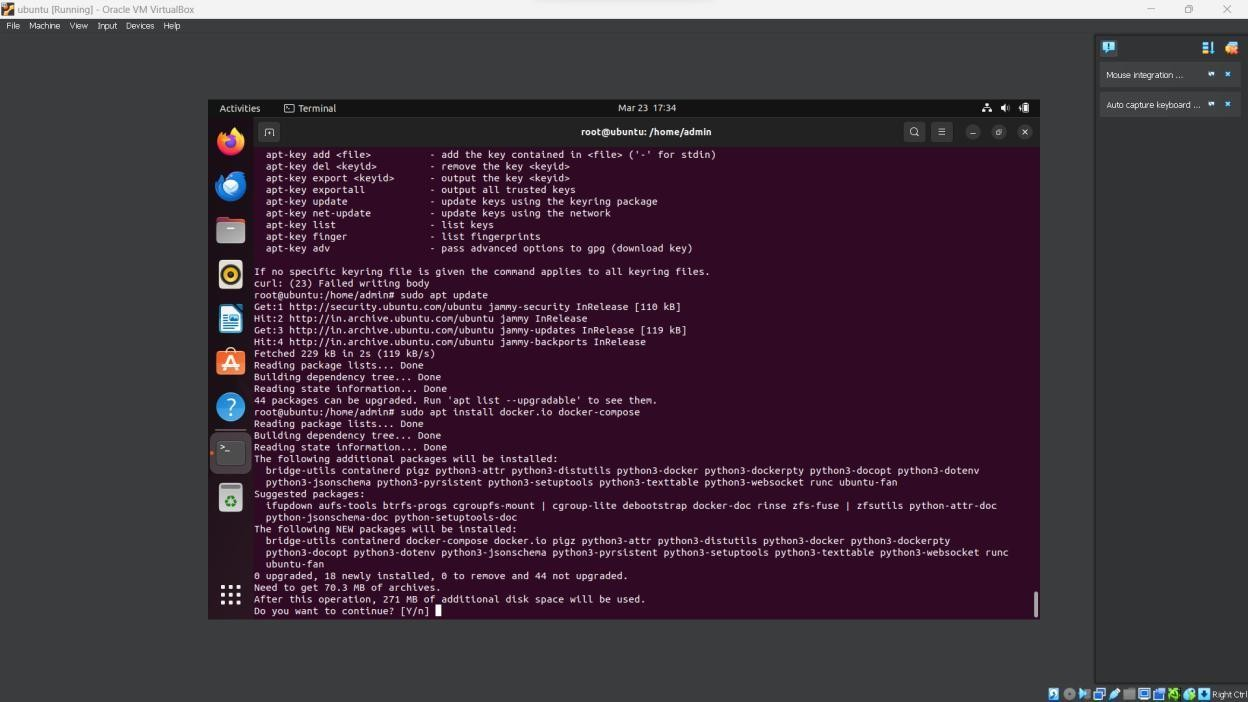 ubuntu [Running] - Oracle VM VirtualBox
File Machine View Input Devices Help
Mouse integration ...
Auto capture keyboard ...
Activities Terminal Mar 23 17:34
root@ubuntu: /home/admin
apt-key add <file> - add the key contained in <file> ('-' for stdin)
apt-key del <keyid> - remove the key <keyid>
apt-key export <keyid> - output the key <keyid>
apt-key exportall - output all trusted keys
apt-key update - update keys using the keyring package
apt-key net-update - update keys using the network
apt-key list - list keys
apt-key finger - list fingerprints
apt-key adv - pass advanced options to gpg (download key)
If no specific keyring file is given the command applies to all keyring files.
curl: (23) Failed writing body
root@ubuntu:/home/admin# sudo apt update
Get:1 http://security.ubuntu.com/ubuntu jammy-security InRelease [110 kB]
Hit:2 http://in.archive.ubuntu.com/ubuntu jammy InRelease
Get:3 http://in.archive.ubuntu.com/ubuntu jammy-updates InRelease [119 kB]
Hit:4 http://in.archive.ubuntu.com/ubuntu jammy-backports InRelease
Fetched 229 kB in 2s (119 kB/s)
Reading package lists... Done
Building dependency tree... Done
Reading state information... Done
44 packages can be upgraded. Run 'apt list --upgradable' to see them.
root@ubuntu:/home/admin# sudo apt install docker.io docker-compose
Reading package lists... Done
Building dependency tree... Done
Reading state information... Done
The following additional packages will be installed:
bridge-utils containerd pigz python3-attr python3-distutils python3-docker python3-dockerpty python3-docopt python3-dotenv
python3-jsonschema python3-pyrsistent python3-setuptools python3-texttable python3-websocket runc ubuntu-fan
Suggested packages:
ifupdown aufs-tools btrfs-progs cgroupfs-mount | cgroup-lite debootstrap docker-doc rinse zfs-fuse | zfsutils python-attr-doc
python-jsonschema-doc python-setuptools-doc
The following NEW packages will be installed:
bridge-utils containerd docker-compose docker.io pigz python3-attr python3-distutils python3-docker python3-dockerpty
python3-docopt python3-dotenv python3-jsonschema python3-pyrsistent python3-setuptools python3-texttable python3-websocket runc
ubuntu-fan
0 upgraded, 18 newly installed, 0 to remove and 44 not upgraded.
Need to get 70.3 MB of archives.
After this operation, 271 MB of additional disk space will be used.
Do you want to continue? [Y/n]
Right Ctrl